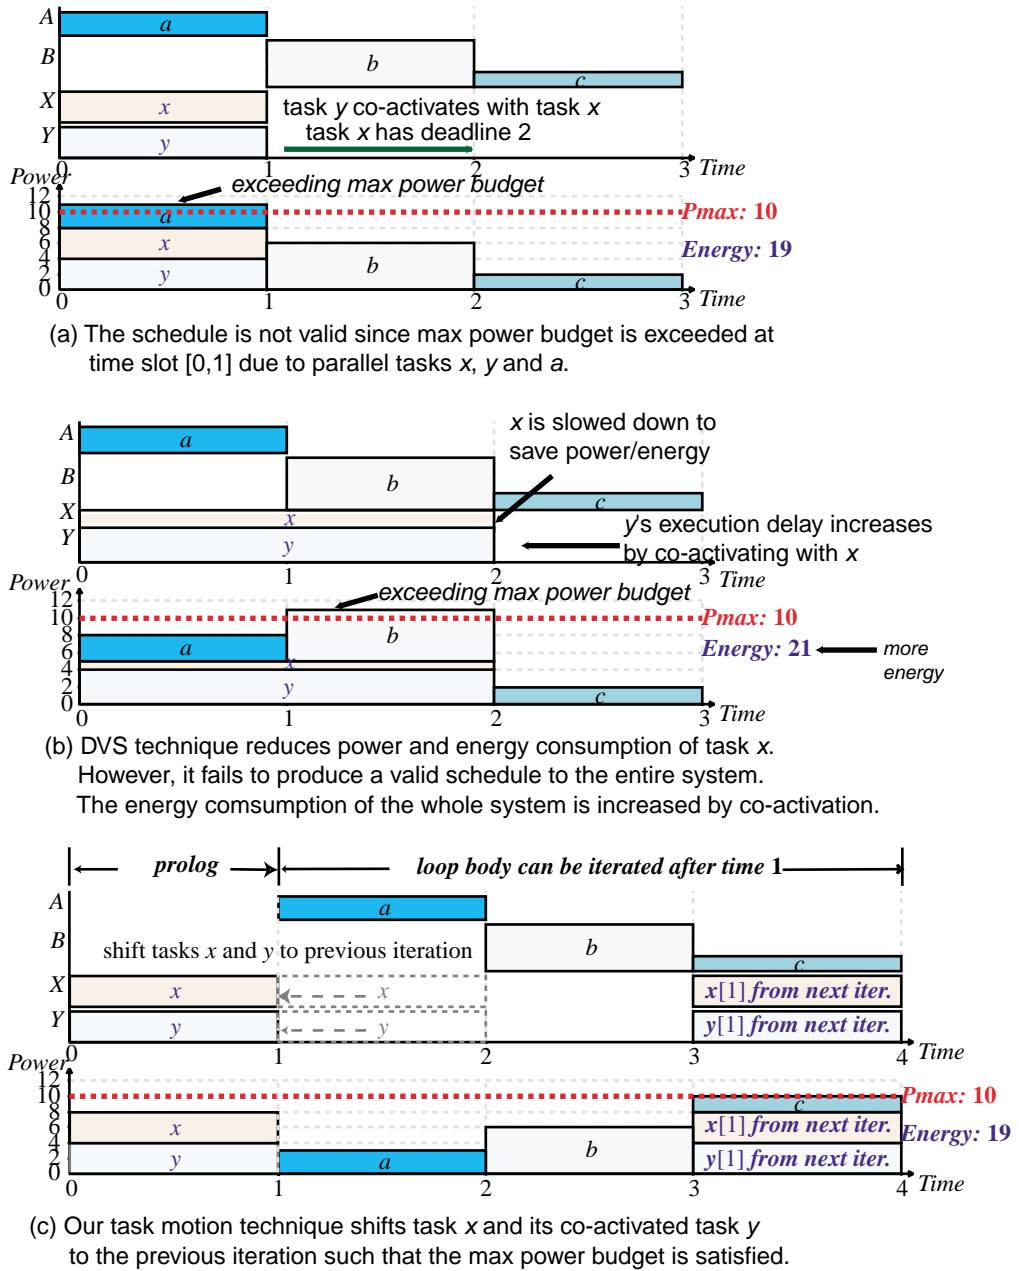 A
a
B
b
c
X
x
task y co-activates with task x
task x has deadline 2
Y
y
0
1
2
3
Time
Power
exceeding max power budget
12
10
8
6
4
2
0
a
x
y
b
c
Pmax: 10
Energy: 19
0
1
2
3
Time
(a) The schedule is not valid since max power budget is exceeded at
time slot [0,1] due to parallel tasks x, y and a.
x is slowed down to
save power/energy
A
a
B
b
c
X
x
Y
y
y's execution delay increases
by co-activating with x
0
1
2
3
Time
Power
exceeding max power budget
12
10
8
6
4
2
0
a
b
x
y
c
Pmax: 10
Energy: 21
more
energy
0
1
2
3
Time
(b) DVS technique reduces power and energy consumption of task x.
However, it fails to produce a valid schedule to the entire system.
The energy comsumption of the whole system is increased by co-activation.
prolog
loop body can be iterated after time 1
A
a
B
shift tasks x and y to previous iteration
b
c
X
x
x
x[1] from next iter.
Y
y
y
y[1] from next iter.
0
1
2
3
4
Time
Power
12
10
8
6
4
2
0
x
y
a
b
c
x[1] from next iter.
y[1] from next iter.
Pmax: 10
Energy: 19
0
1
2
3
4
Time
(c) Our task motion technique shifts task x and its co-activated task y
to the previous iteration such that the max power budget is satisfied.